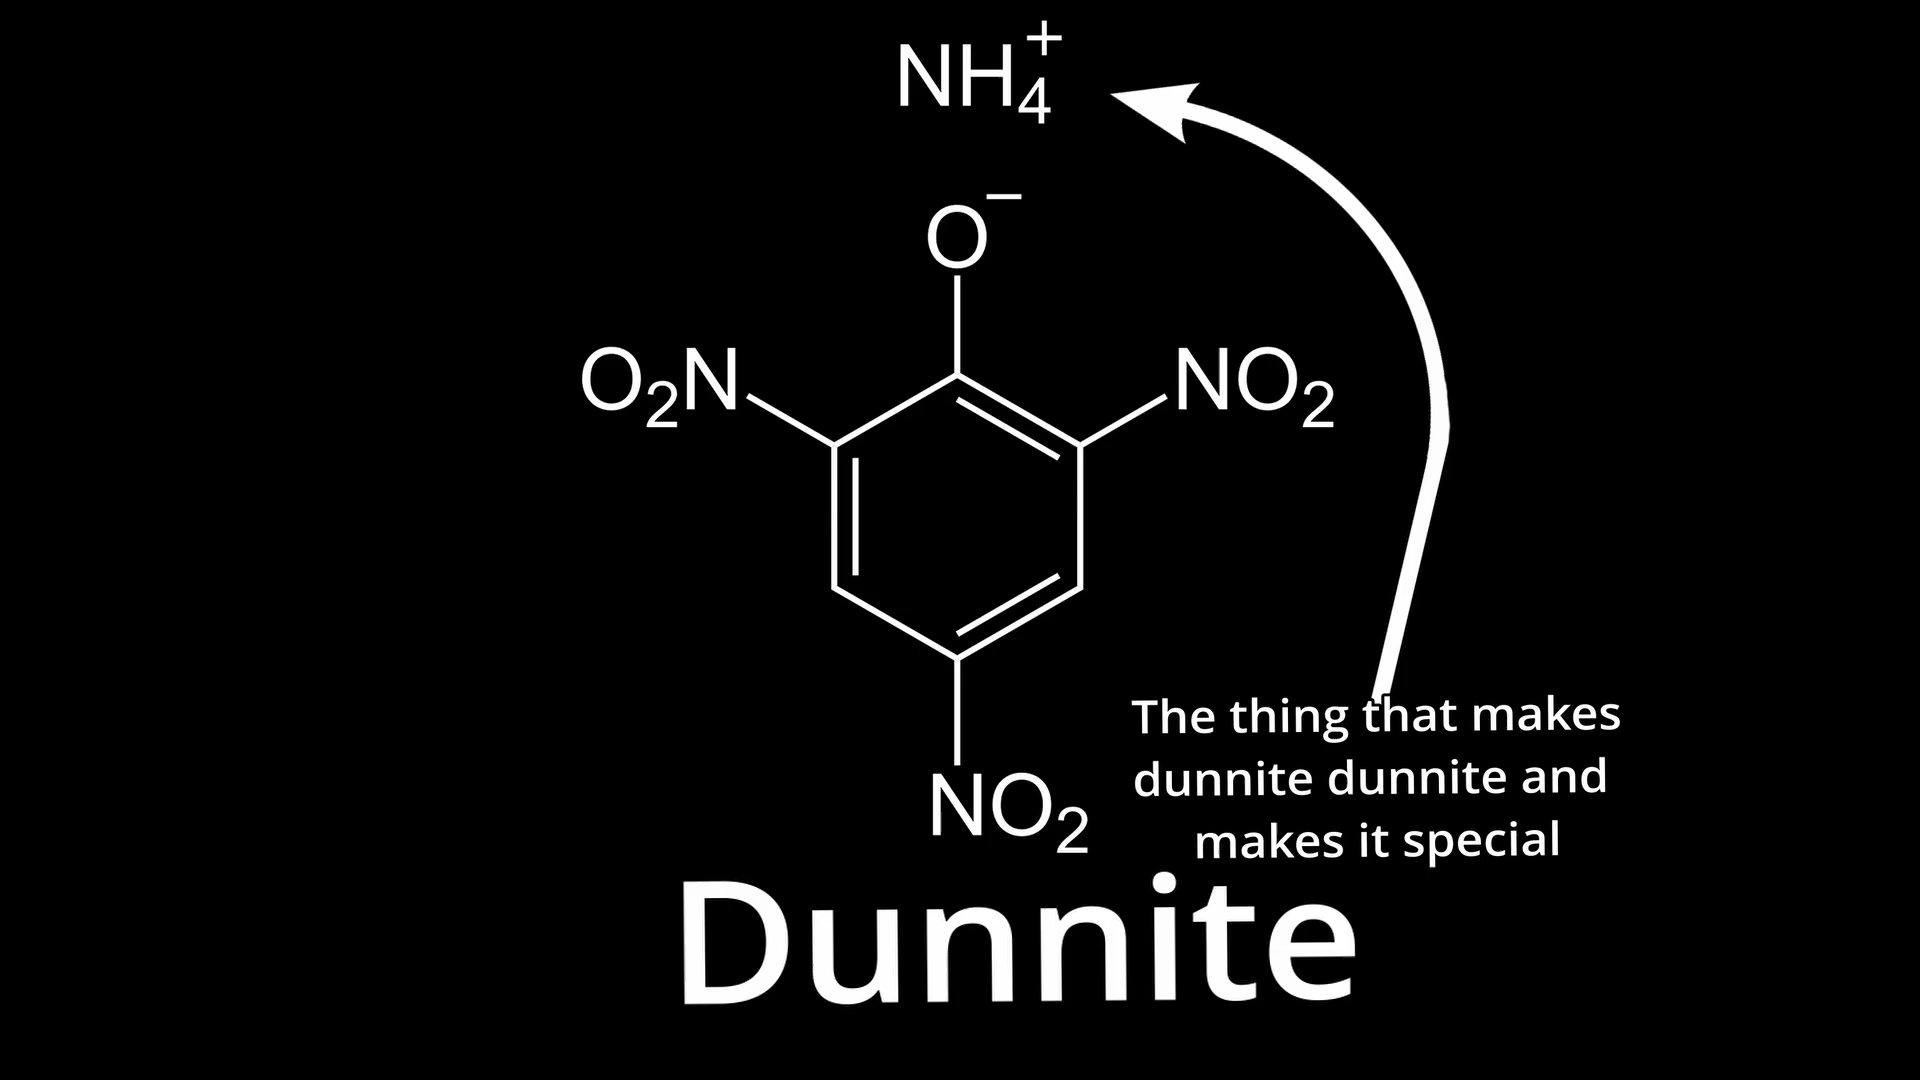 NH₄⁺
O⁻
O₂N
NO₂
NO₂
The thing that makes
dunnite dunnite and
makes it special
Dunnite